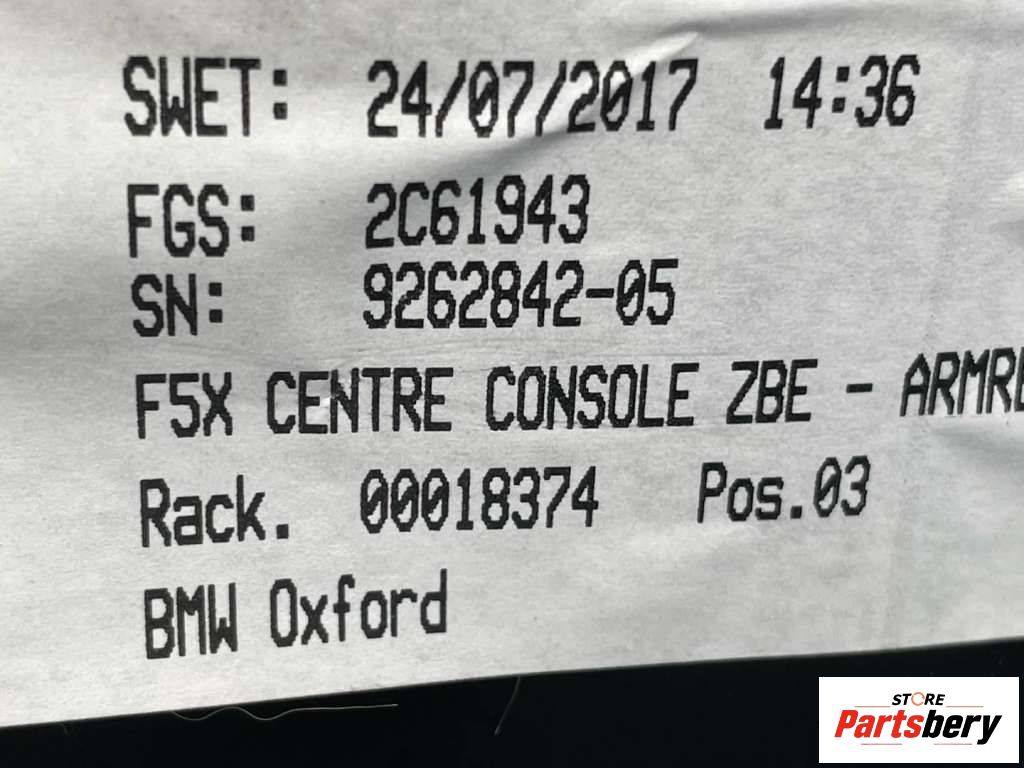 SWET: 24/07/2017 14:36
FGS: 2C61943
SN: 9262842-05
F5X CENTRE CONSOLE ZBE -
Rack. 00018374 Pos.03
BMW Oxford
STORE
Partsbery